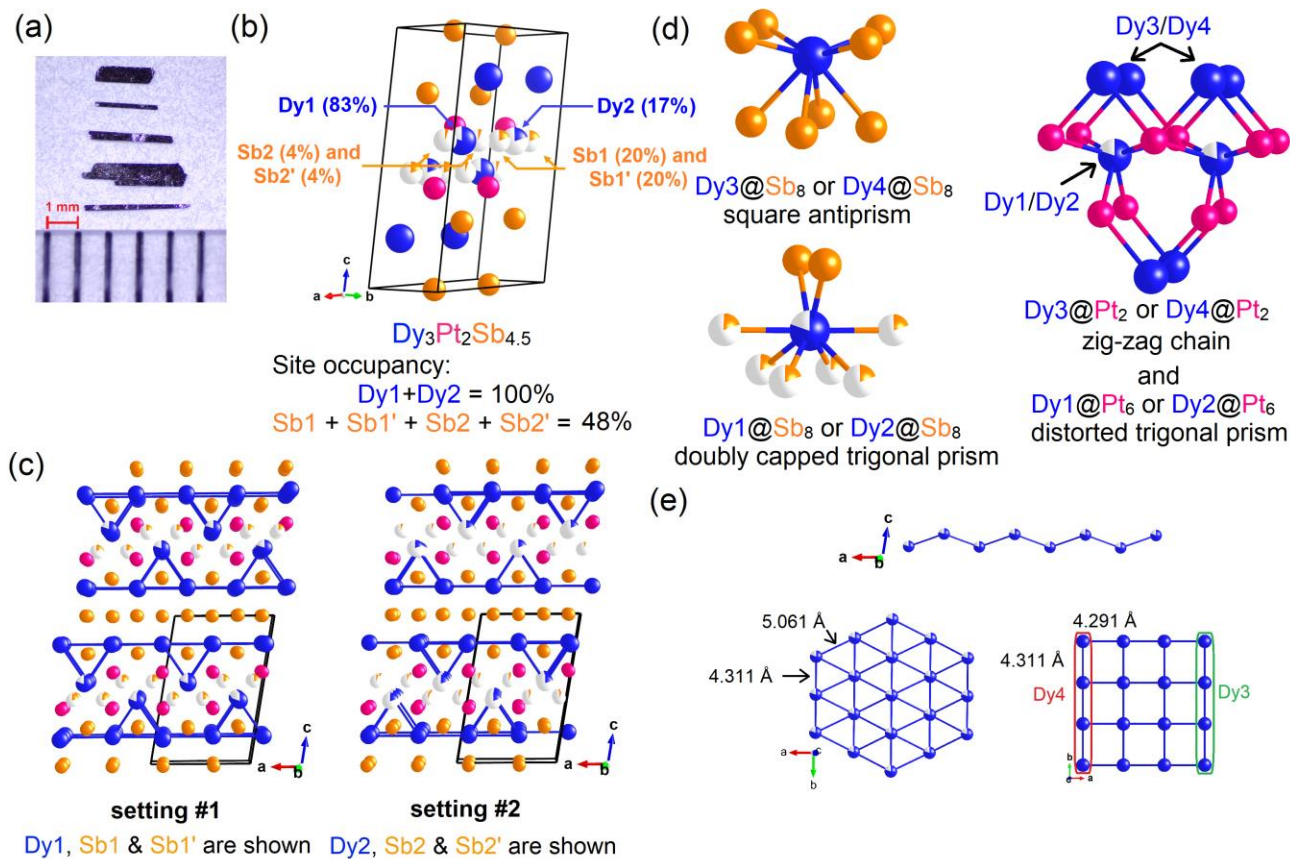 (a)
1 mm
(b)
Dy1 (83%)
Dy2 (17%)
Sb2 (4%) and
Sb2' (4%)
Sb1 (20%) and
Sb1' (20%)
c
a
b
Dy₃Pt₂Sb₄.₅
Site occupancy:
Dy1+Dy2 = 100%
Sb1 + Sb1' + Sb2 + Sb2' = 48%
(c)
c
a
b
setting #1
Dy1, Sb1 & Sb1' are shown
c
a
b
setting #2
Dy2, Sb2 & Sb2' are shown
(d)
Dy3@Sb₈ or Dy4@Sb₈
square antiprism
Dy1@Sb₈ or Dy2@Sb₈
doubly capped trigonal prism
Dy3/Dy4
Dy1/Dy2
Dy3@Pt₂ or Dy4@Pt₂
zig-zag chain
and
Dy1@Pt₆ or Dy2@Pt₆
distorted trigonal prism
(e)
c
a
b
5.061 Å
4.311 Å
a
c
b
4.291 Å
4.311 Å
Dy4
Dy3
b
c
a